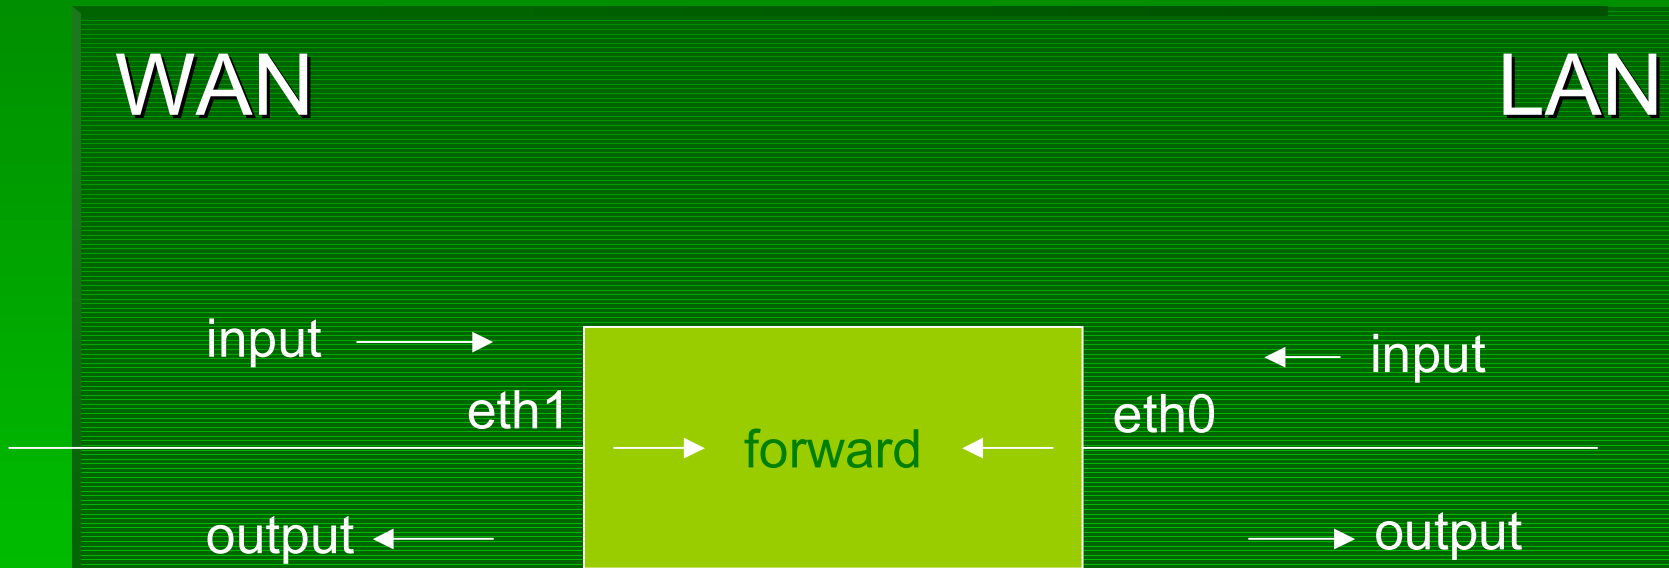 WAN
LAN
input
input
eth1
eth0
forward
output
output